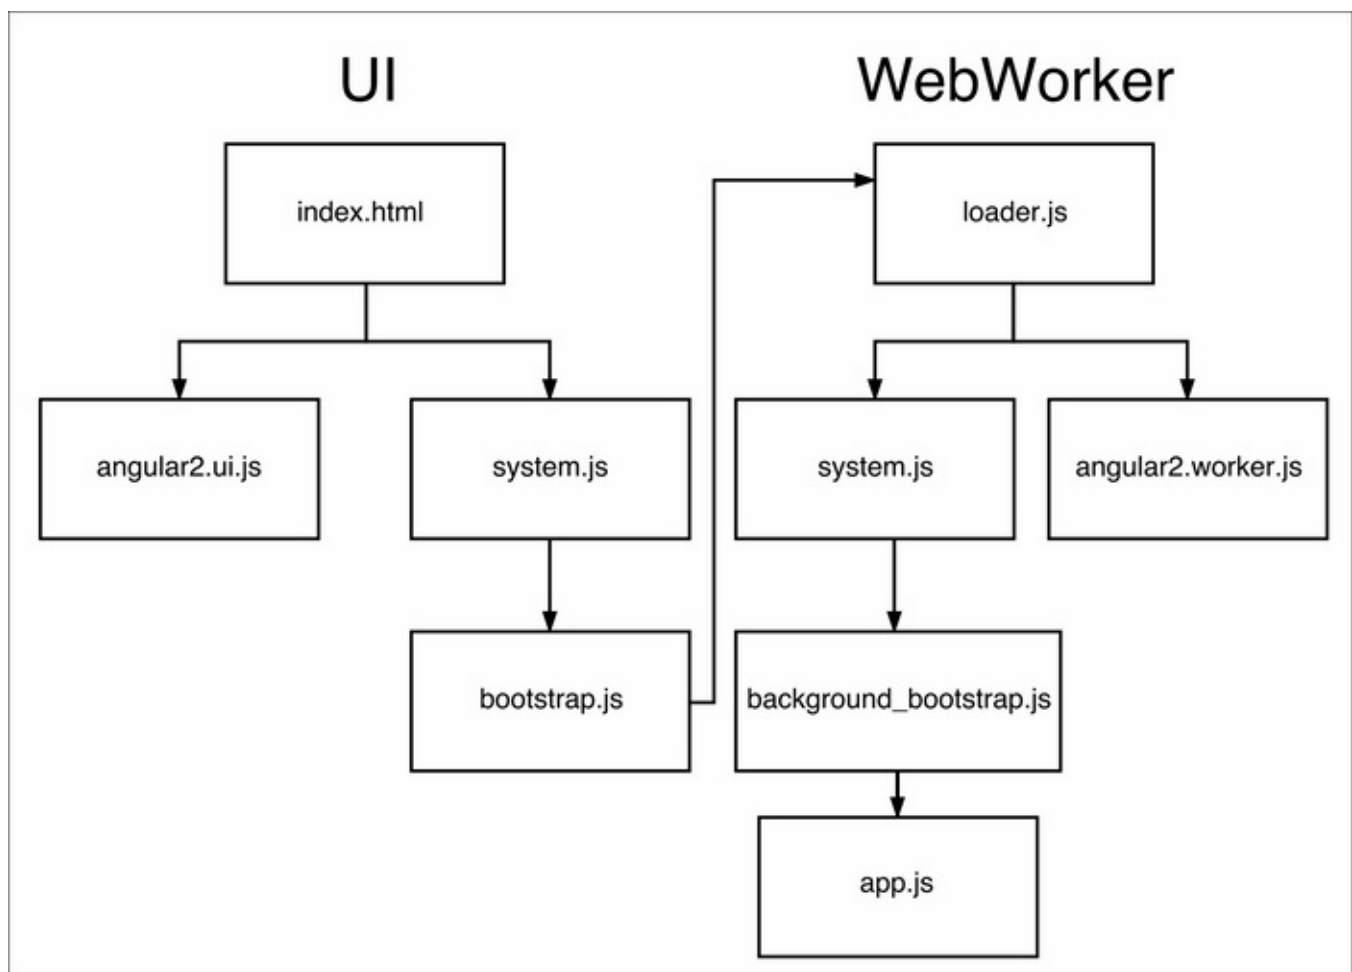 UI
WebWorker
index.html
loader.js
angular2.ui.js
system.js
system.js
angular2.worker.js
bootstrap.js
background_bootstrap.js
app.js